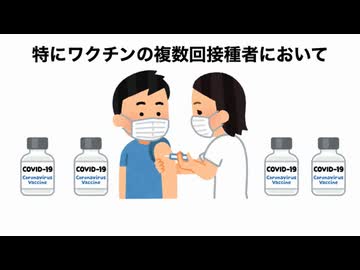 特にワクチンの複数回接種者において
COVID-19
Coronavirus
Vaccine
COVID-19
Coronavirus
Vaccine
COVID-19
Coronavirus
Vaccine
COVID-19
Coronavirus
Vaccine